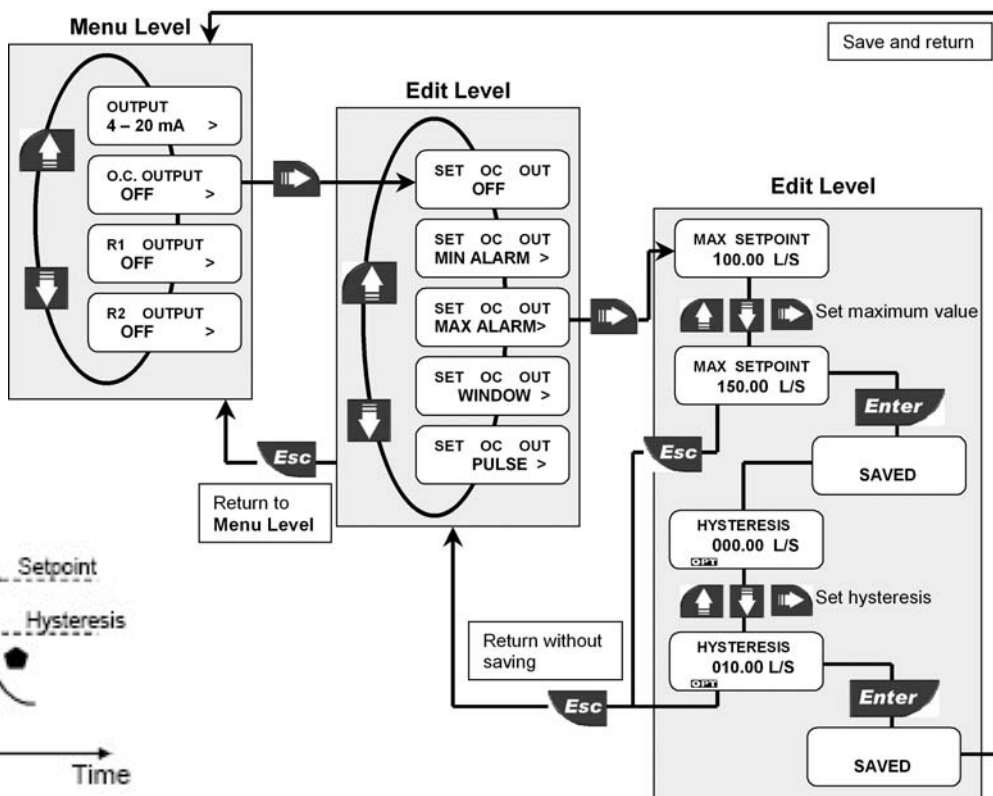 Menu Level
Save and return
OUTPUT
4 – 20 mA >
O.C. OUTPUT
OFF >
R1 OUTPUT
OFF >
R2 OUTPUT
OFF >
Esc
Return to
Menu Level
Edit Level
SET OC OUT
OFF
SET OC OUT
MIN ALARM >
SET OC OUT
MAX ALARM>
SET OC OUT
WINDOW >
SET OC OUT
PULSE >
Edit Level
MAX SETPOINT
100.00 L/S
Set maximum value
MAX SETPOINT
150.00 L/S
Enter
Esc
SAVED
HYSTERESIS
000.00 L/S
OPT
Set hysteresis
HYSTERESIS
010.00 L/S
OPT
Return without
saving
Esc
Enter
SAVED
Setpoint
Hysteresis
Time